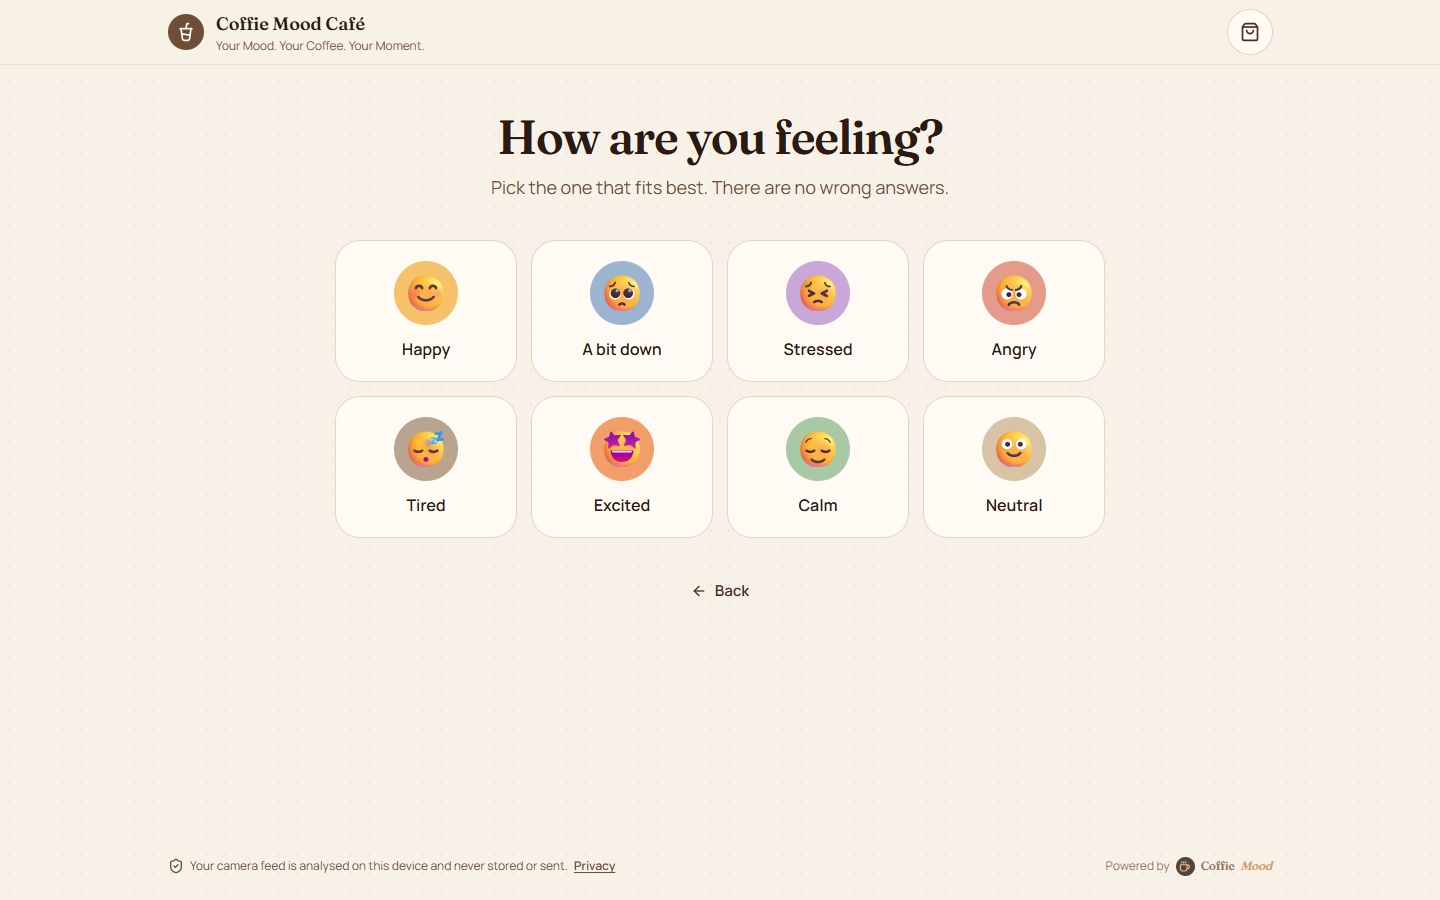 Coffie Mood Café
Your Mood. Your Coffee. Your Moment.
How are you feeling?
Pick the one that fits best. There are no wrong answers.
Happy
A bit down
Stressed
Angry
Tired
Excited
Calm
Neutral
Back
Your camera feed is analysed on this device and never stored or sent. Privacy
Powered by Coffie Mood